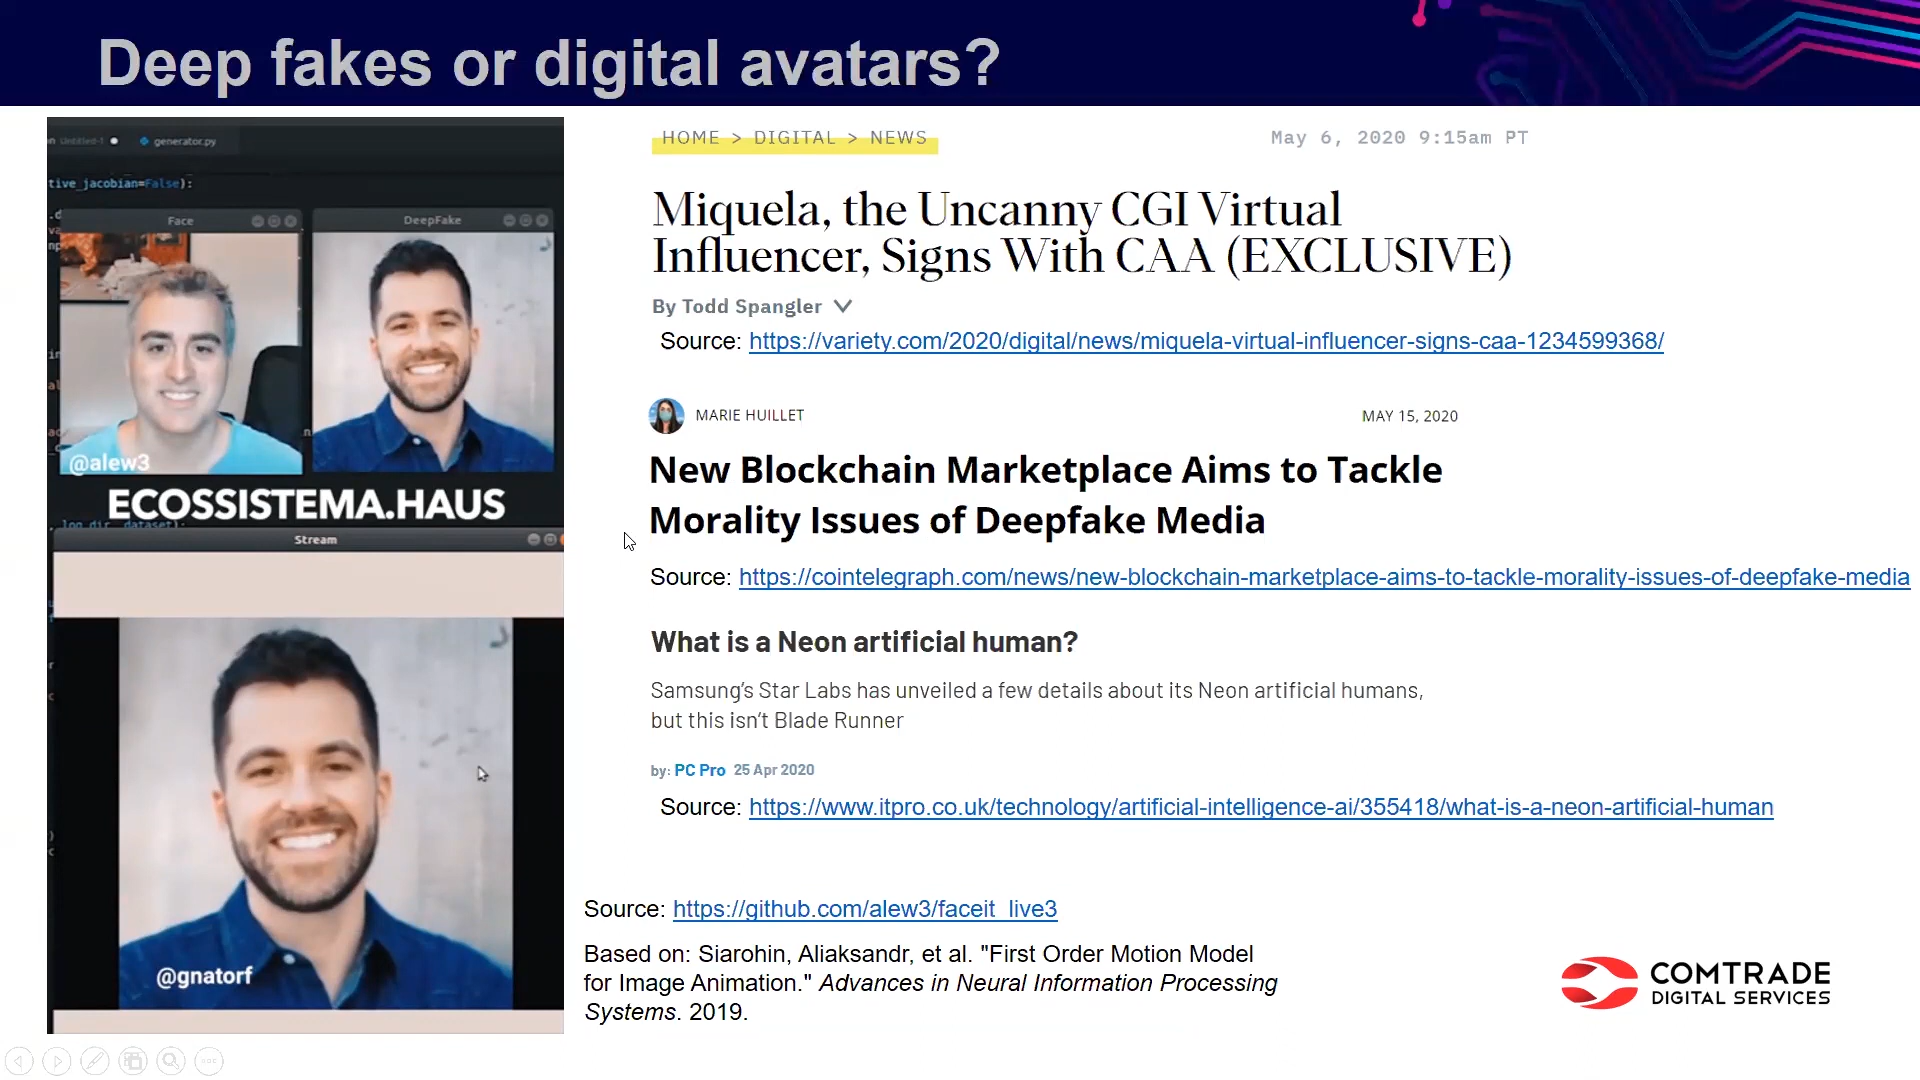 Deep fakes or digital avatars?
generator.py
tive_jacobian=False):
Face
DeepFake
@alew3
ECOSSISTEMA.HAUS
log_dir, dataset):
Stream
@gnatorf
HOME > DIGITAL > NEWS
May 6, 2020 9:15am PT
Miquela, the Uncanny CGI Virtual
Influencer, Signs With CAA (EXCLUSIVE)
By Todd Spangler
Source: https://variety.com/2020/digital/news/miquela-virtual-influencer-signs-caa-1234599368/
MARIE HUILLET
MAY 15, 2020
New Blockchain Marketplace Aims to Tackle
Morality Issues of Deepfake Media
Source: https://cointelegraph.com/news/new-blockchain-marketplace-aims-to-tackle-morality-issues-of-deepfake-media
What is a Neon artificial human?
Samsung’s Star Labs has unveiled a few details about its Neon artificial humans,
but this isn’t Blade Runner
by: PC Pro 25 Apr 2020
Source: https://www.itpro.co.uk/technology/artificial-intelligence-ai/355418/what-is-a-neon-artificial-human
Source: https://github.com/alew3/faceit_live3
Based on: Siarohin, Aliaksandr, et al. "First Order Motion Model
for Image Animation." Advances in Neural Information Processing
Systems. 2019.
COMTRADE
DIGITAL SERVICES